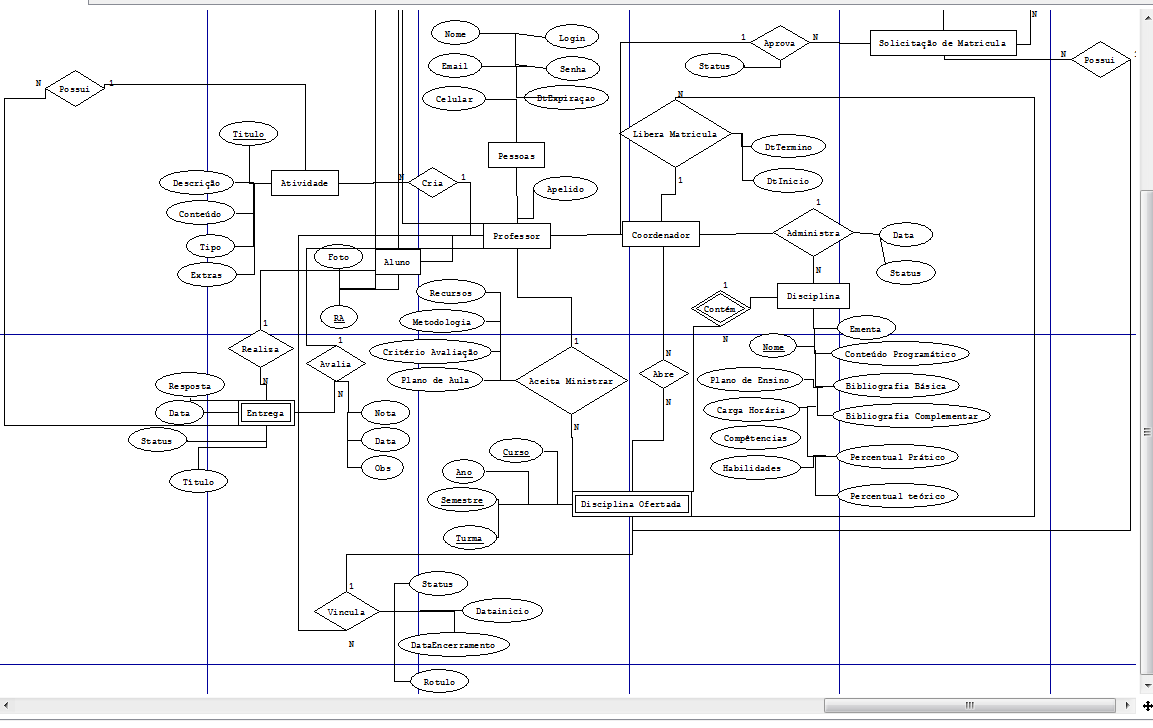 N
Nome
Login
1
Aprova
N
Solicitação de Matricula
Email
Senha
Status
N
Possui
N
Possui
1
Celular
DtExpiraçao
N
Titulo
Libera Matricula
DtTermino
Pessoas
Descrição
Atividade
N
Cria
1
Apelido
1
DtInicio
Conteúdo
1
Professor
Coordenador
Administra
Data
Tipo
Foto
Aluno
Status
Extras
N
Recursos
1
Contém
Disciplina
RA
Metodologia
1
Ementa
Realiza
1
1
N
Nome
Conteúdo Programático
Avalia
Critério Avaliação
N
Abre
Resposta
N
Plano de Aula
Aceita Ministrar
Plano de Ensino
Bibliografia Básica
N
N
Data
Entrega
Nota
Carga Horária
Bibliografia Complementar
N
Status
Data
Competências
Curso
Percentual Prático
Titulo
Obs
Ano
Habilidades
Semestre
Disciplina Ofertada
Percentual teórico
Turma
1
Status
Vincula
Datainicio
N
DataEncerramento
Rotulo